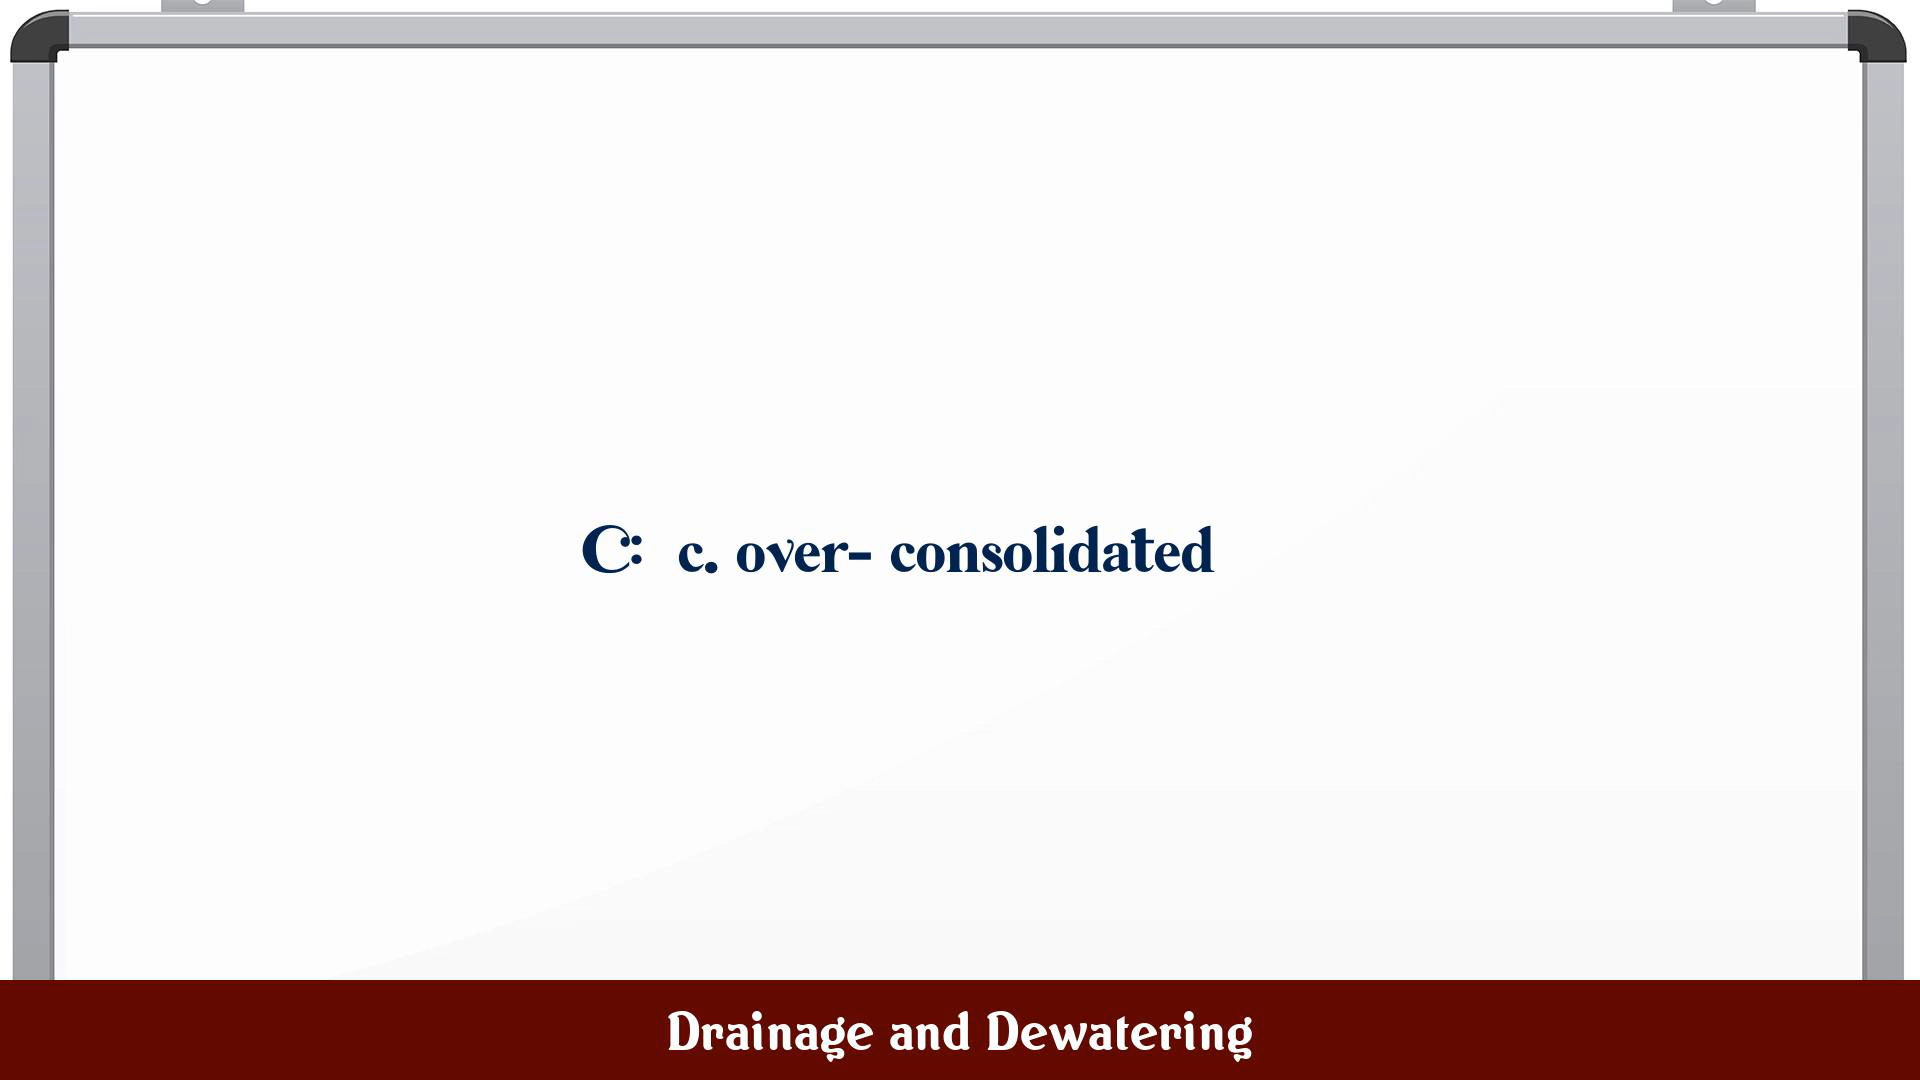 C: c. over- consolidated
Drainage and Dewatering